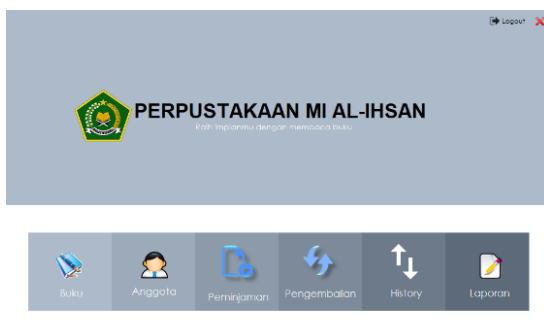 Logout
PERPUSTAKAAN MI AL-IHSAN
Raih Impianmu dengan membaca buku
Buku
Anggota
Peminjaman
Pengembalian
History
Laporan